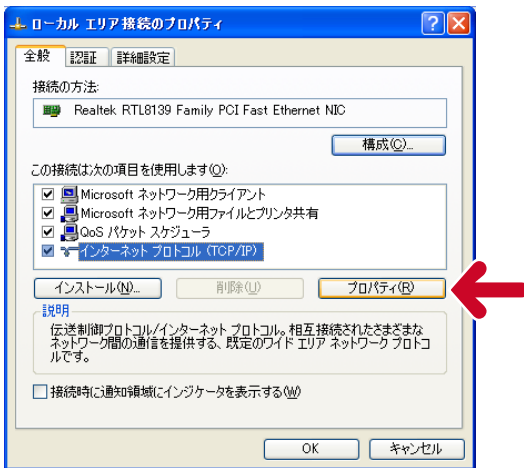 ローカル エリア接続のプロパティ
全般 認証 詳細設定
接続の方法:
Realtek RTL8139 Family PCI Fast Ethernet NIC
構成(C)...
この接続は次の項目を使用します(O):
Microsoft ネットワーク用クライアント
Microsoft ネットワーク用ファイルとプリンタ共有
QoS パケット スケジューラ
インターネット プロトコル (TCP/IP)
インストール(N)... 削除(U) プロパティ(R)
説明
伝送制御プロトコル/インターネット プロトコル。相互接続されたさまざまな
ネットワーク間の通信を提供する、既定のワイド エリア ネットワーク プロトコ
ルです。
接続時に通知領域にインジケータを表示する(W)
OK キャンセル